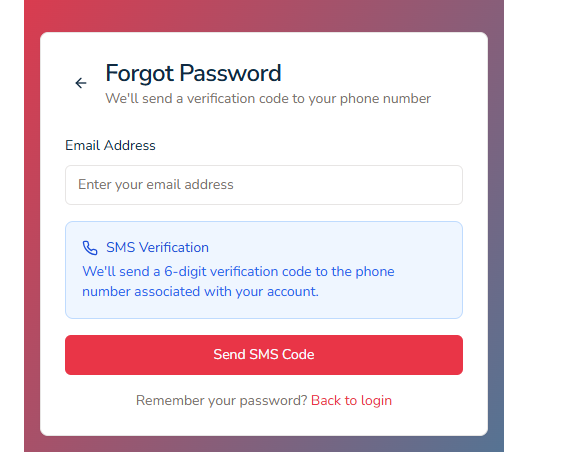 Forgot Password
We'll send a verification code to your phone number
Email Address
Enter your email address
SMS Verification
We'll send a 6-digit verification code to the phone
number associated with your account.
Send SMS Code
Remember your password? Back to login